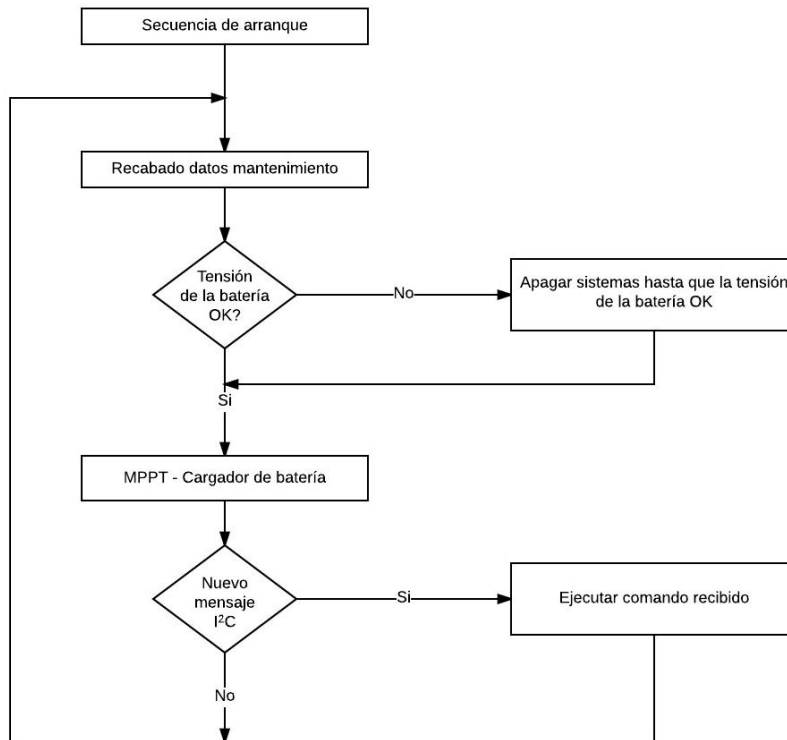 Secuencia de arranque
Recabado datos mantenimiento
Tensión
de la batería
OK?
No
Apagar sistemas hasta que la tensión
de la batería OK
Si
MPPT - Cargador de batería
Nuevo
mensaje
I²C
Si
Ejecutar comando recibido
No